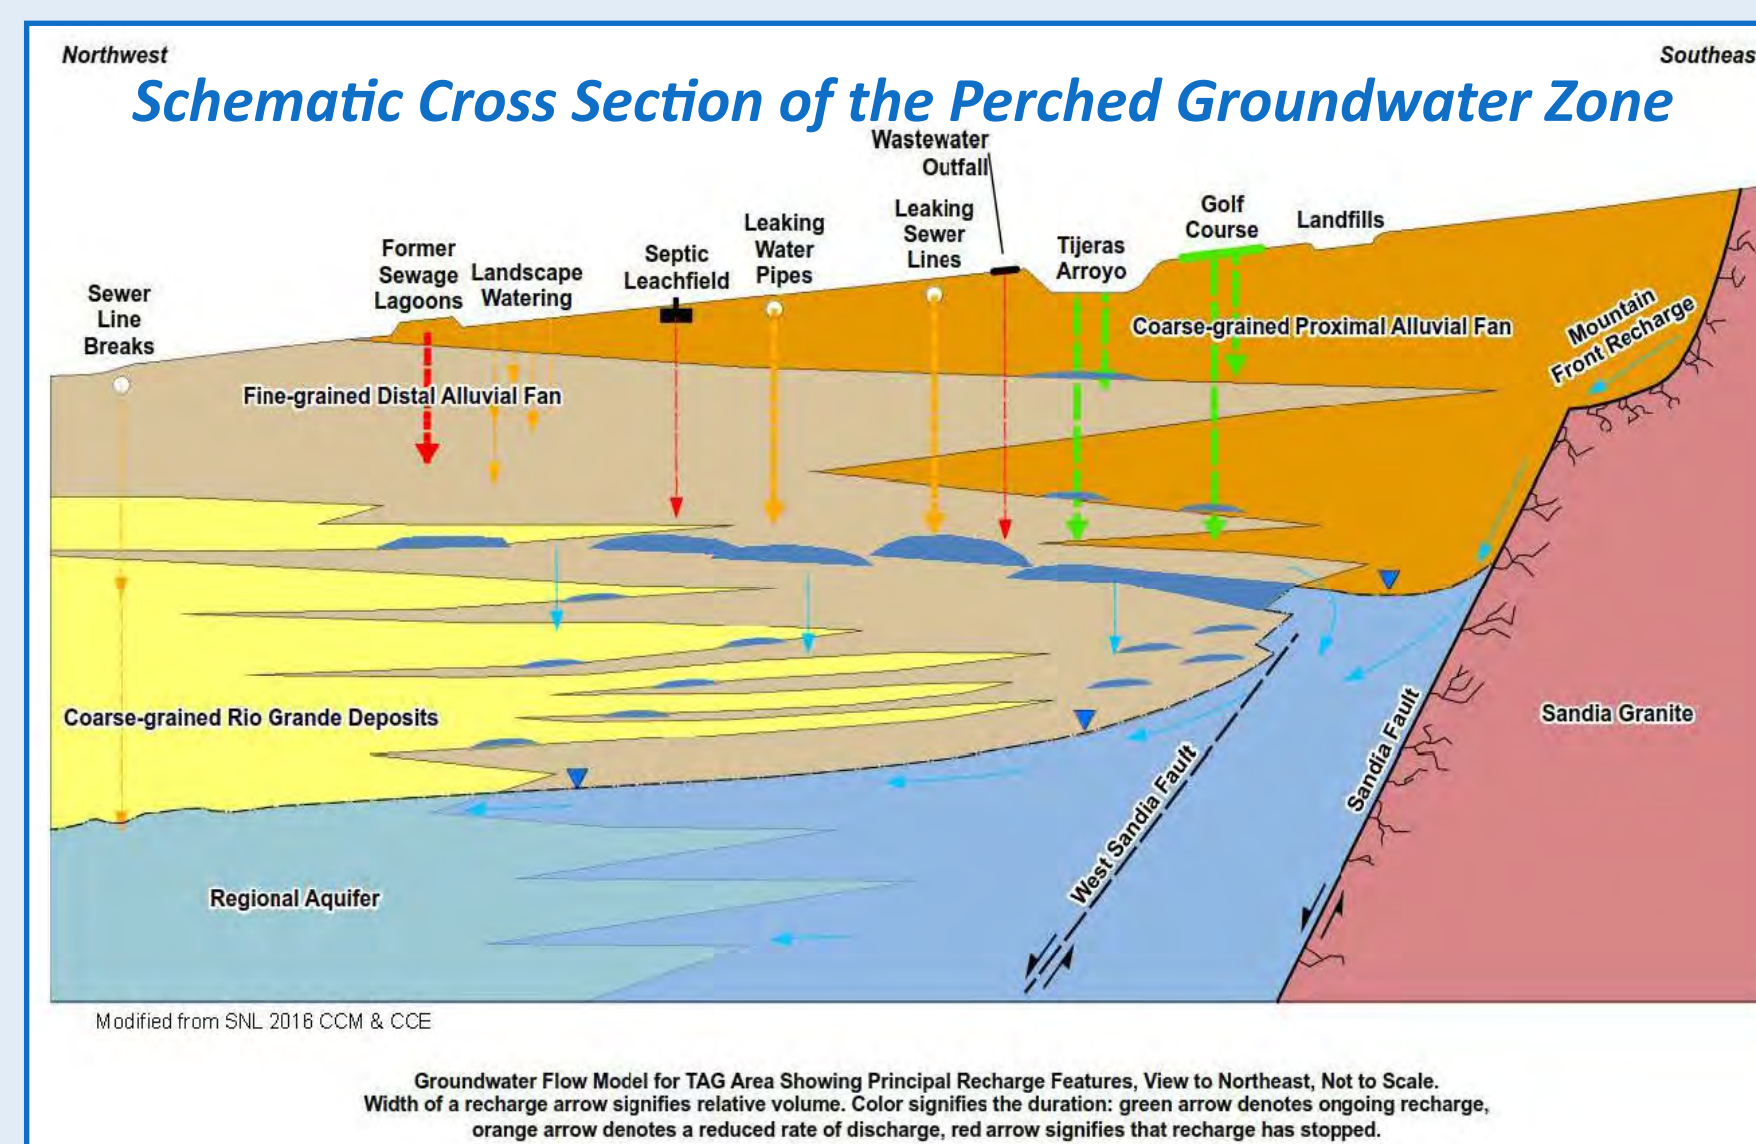 Northwest
Southeas
Schematic Cross Section of the Perched Groundwater Zone
Wastewater
Outfall
Golf
Course
Landfills
Leaking
Sewer
Lines
Leaking
Water
Pipes
Tijeras
Arroyo
Former
Sewage
Lagoons
Landscape
Watering
Septic
Leachfield
Sewer
Line
Breaks
Coarse-grained Proximal Alluvial Fan
Mountain
Front Recharge
Fine-grained Distal Alluvial Fan
Coarse-grained Rio Grande Deposits
Sandia Granite
West Sandia Fault
Sandia Fault
Regional Aquifer
Modified from SNL 2016 CCM & CCE
Groundwater Flow Model for TAG Area Showing Principal Recharge Features, View to Northeast, Not to Scale.
Width of a recharge arrow signifies relative volume. Color signifies the duration: green arrow denotes ongoing recharge,
orange arrow denotes a reduced rate of discharge, red arrow signifies that recharge has stopped.